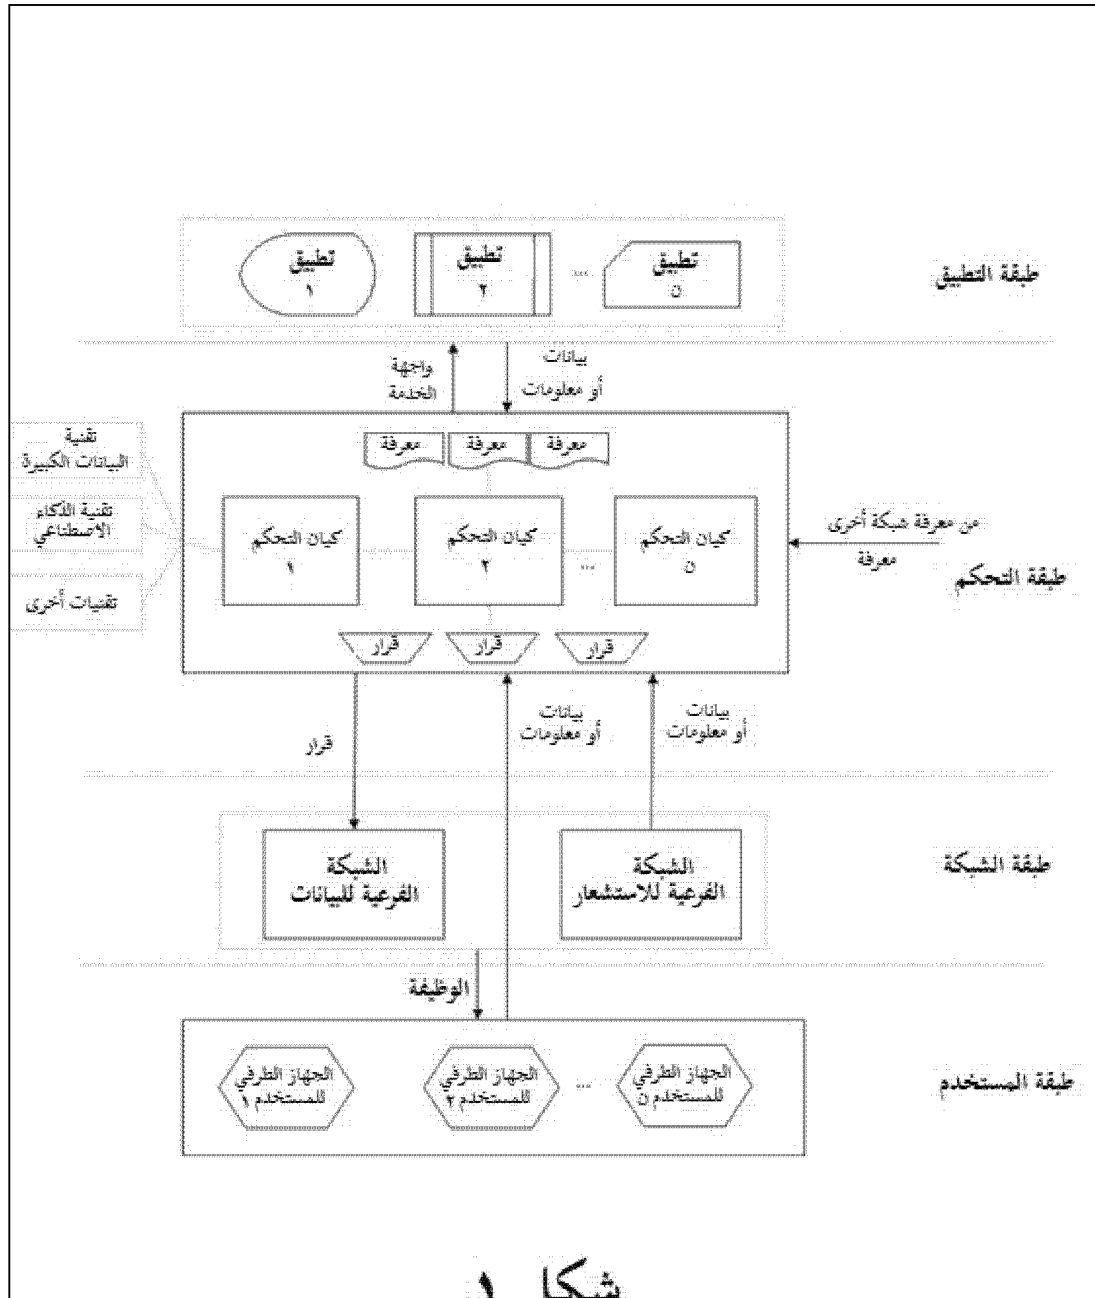 تطبيق
١
تطبيق
٢
...
تطبيق
ن
طبقة التطبيق
واجهة
الخدمة
بيانات
أو معلومات
تقنية
البيانات الكبيرة
تقنية الذكاء
الاصطناعي
تقنيات أخرى
معرفة
معرفة
معرفة
كيان التحكم
١
كيان التحكم
٢
...
كيان التحكم
ن
من معرفة شبكة أخرى
معرفة
طبقة التحكم
قرار
قرار
قرار
قرار
بيانات
أو معلومات
بيانات
أو معلومات
الشبكة
الفرعية للبيانات
الشبكة
الفرعية للاستشعار
طبقة الشبكة
الوظيفة
الجهاز الطرفي
للمستخدم ١
الجهاز الطرفي
للمستخدم ٢
...
الجهاز الطرفي
للمستخدم ن
طبقة المستخدم
شكل ١